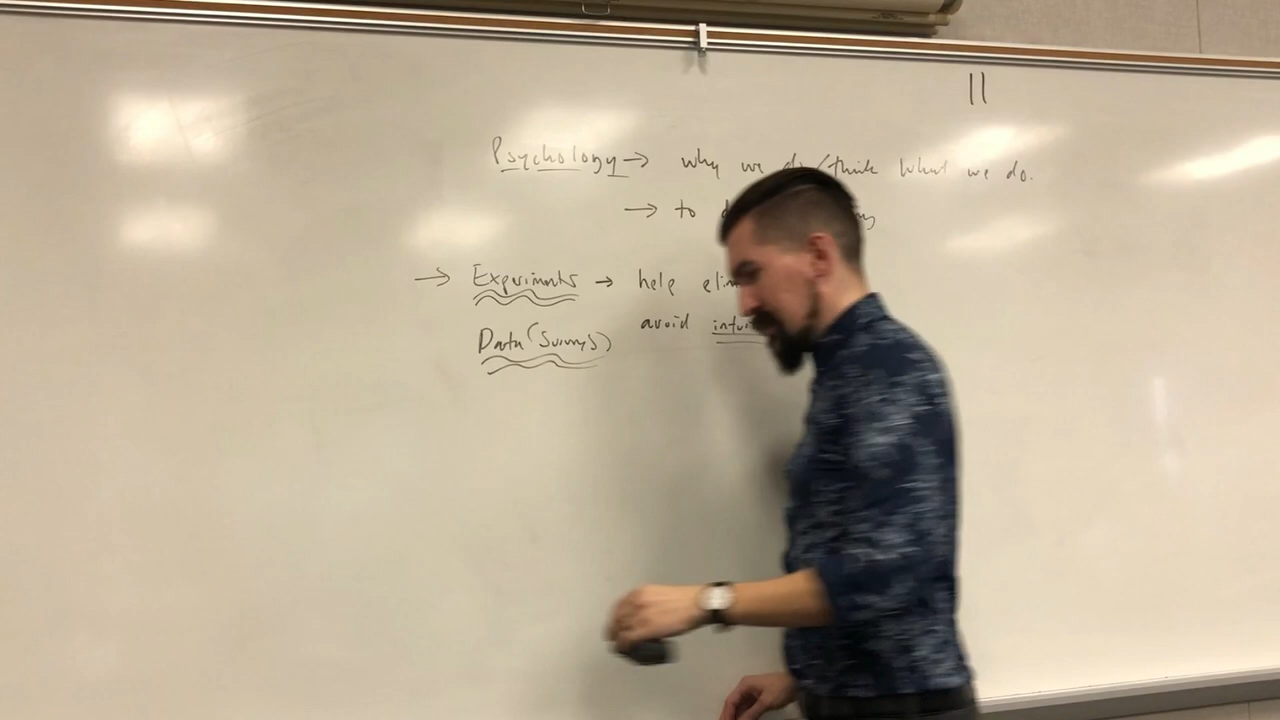 11
Psychology → why we do/think what we do.
→ to
→ Experiments → help
avoid
Data (Surveys)